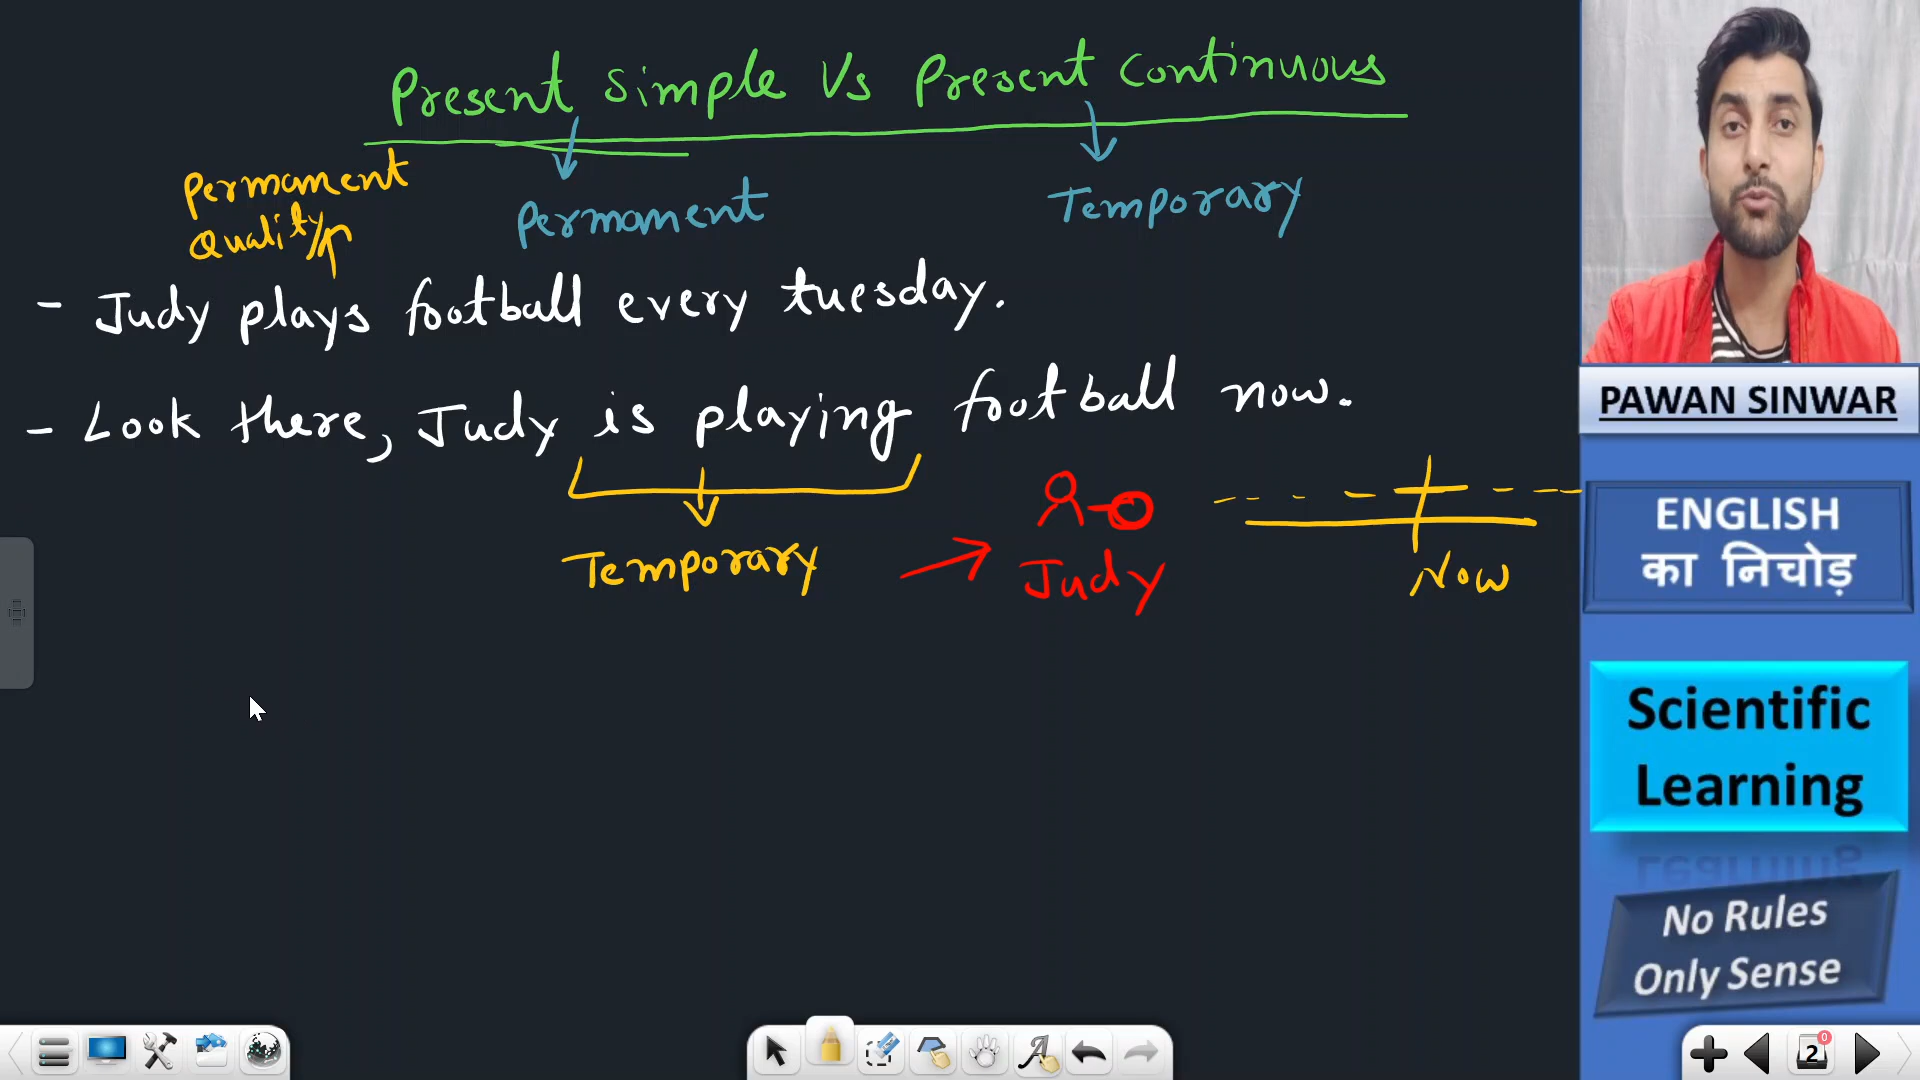 Present Simple Vs Present Continuous
Permanent
Quality
Permanent
Temporary
- Judy plays football every tuesday.
- Look there, Judy is playing football now.
Temporary
Judy
Now
PAWAN SINWAR
ENGLISH
का निचोड़
Scientific
Learning
No Rules
Only Sense
2
0